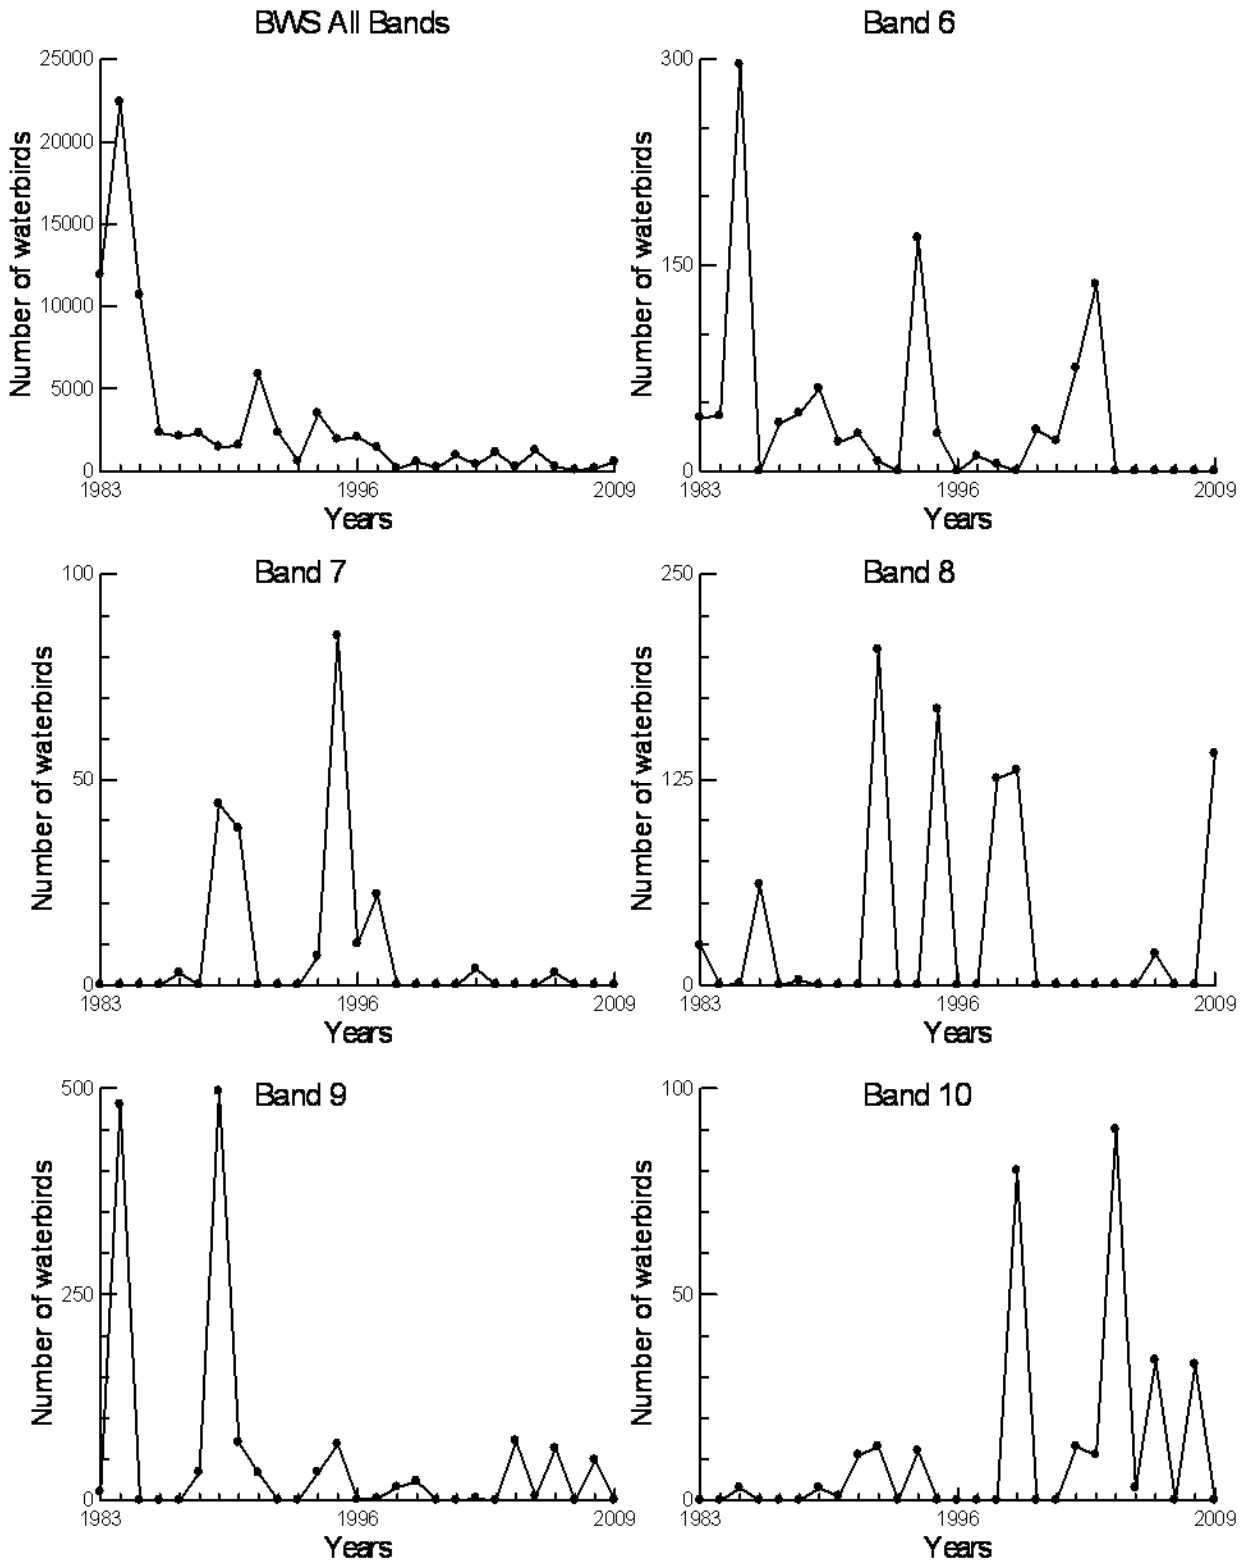 BWS All Bands
Number of waterbirds
25000
20000
15000
10000
5000
0
1983
1996
2009
Years
Band 6
Number of waterbirds
300
150
0
1983
1996
2009
Years
Band 7
Number of waterbirds
100
50
0
1983
1996
2009
Years
Band 8
Number of waterbirds
250
125
0
1983
1996
2009
Years
Band 9
Number of waterbirds
500
250
0
1983
1996
2009
Years
Band 10
Number of waterbirds
100
50
0
1983
1996
2009
Years